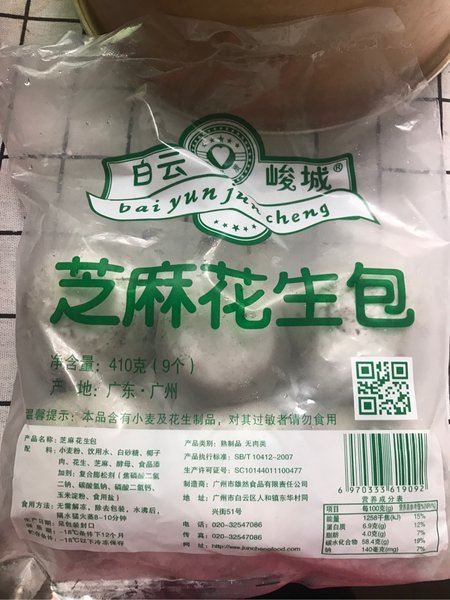 白云 峻城®
bai yun jun cheng
芝麻花生包
净含量：410克（9个）
产 地：广东·广州
温馨提示：本品含有小麦及花生制品，对其过敏者请勿食用
产品名称：芝麻花生包
配 料：小麦粉、饮用水、白砂糖、椰子
肉、花生、芝麻、酵母、食品添
加剂：复合膨松剂（焦磷酸二氢
二钠、碳酸氢钠、磷酸二氢钙、
玉米淀粉、食用盐）
食用方法：无需解冻，除去包装，水沸后，
隔水猛火蒸8-10分钟
生产日期：见包装封口
保 质 期：-18℃条件下12个月
贮存条件：-18℃以下冷冻保存
产品类别：熟制品 无肉类
产品执行标准：SB/T 10412-2007
生产许可证：SC10144011100477
制造商：广州市雄然食品有限责任公司
地 址：广州市白云区人和镇东华村同
兴街51号
电 话：020-32547086
传 真：020-32547088
网 址：http://www.junchengfood.com
6970333619092
营养成分表
项目 每100克(g) 营养素参考值%(NRV%)
能量 1258千焦(kJ) 15%
蛋白质 6.9克(g) 12%
脂肪 4.0克(g) 7%
碳水化合物 58.4克(g) 19%
钠 140毫克(mg) 7%